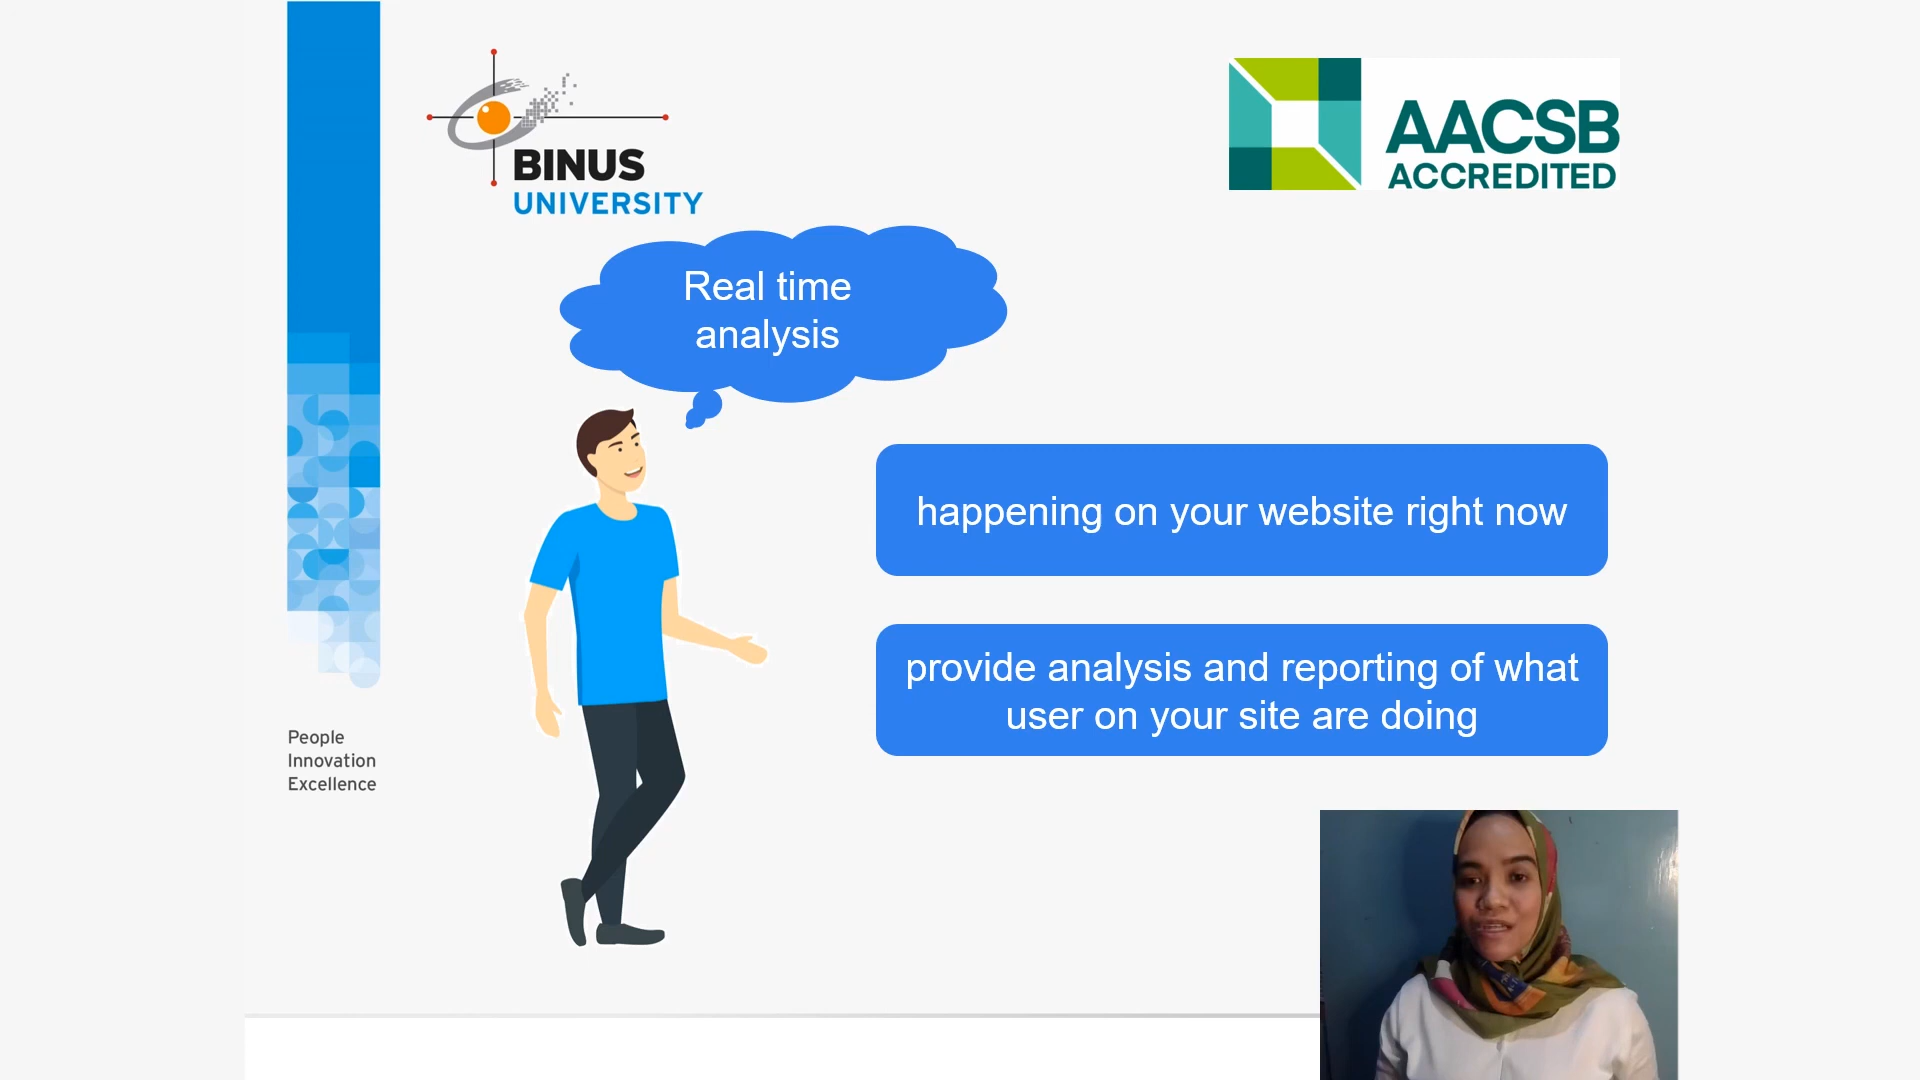 BINUS
UNIVERSITY
AACSB
ACCREDITED
Real time
analysis
happening on your website right now
provide analysis and reporting of what
user on your site are doing
People
Innovation
Excellence